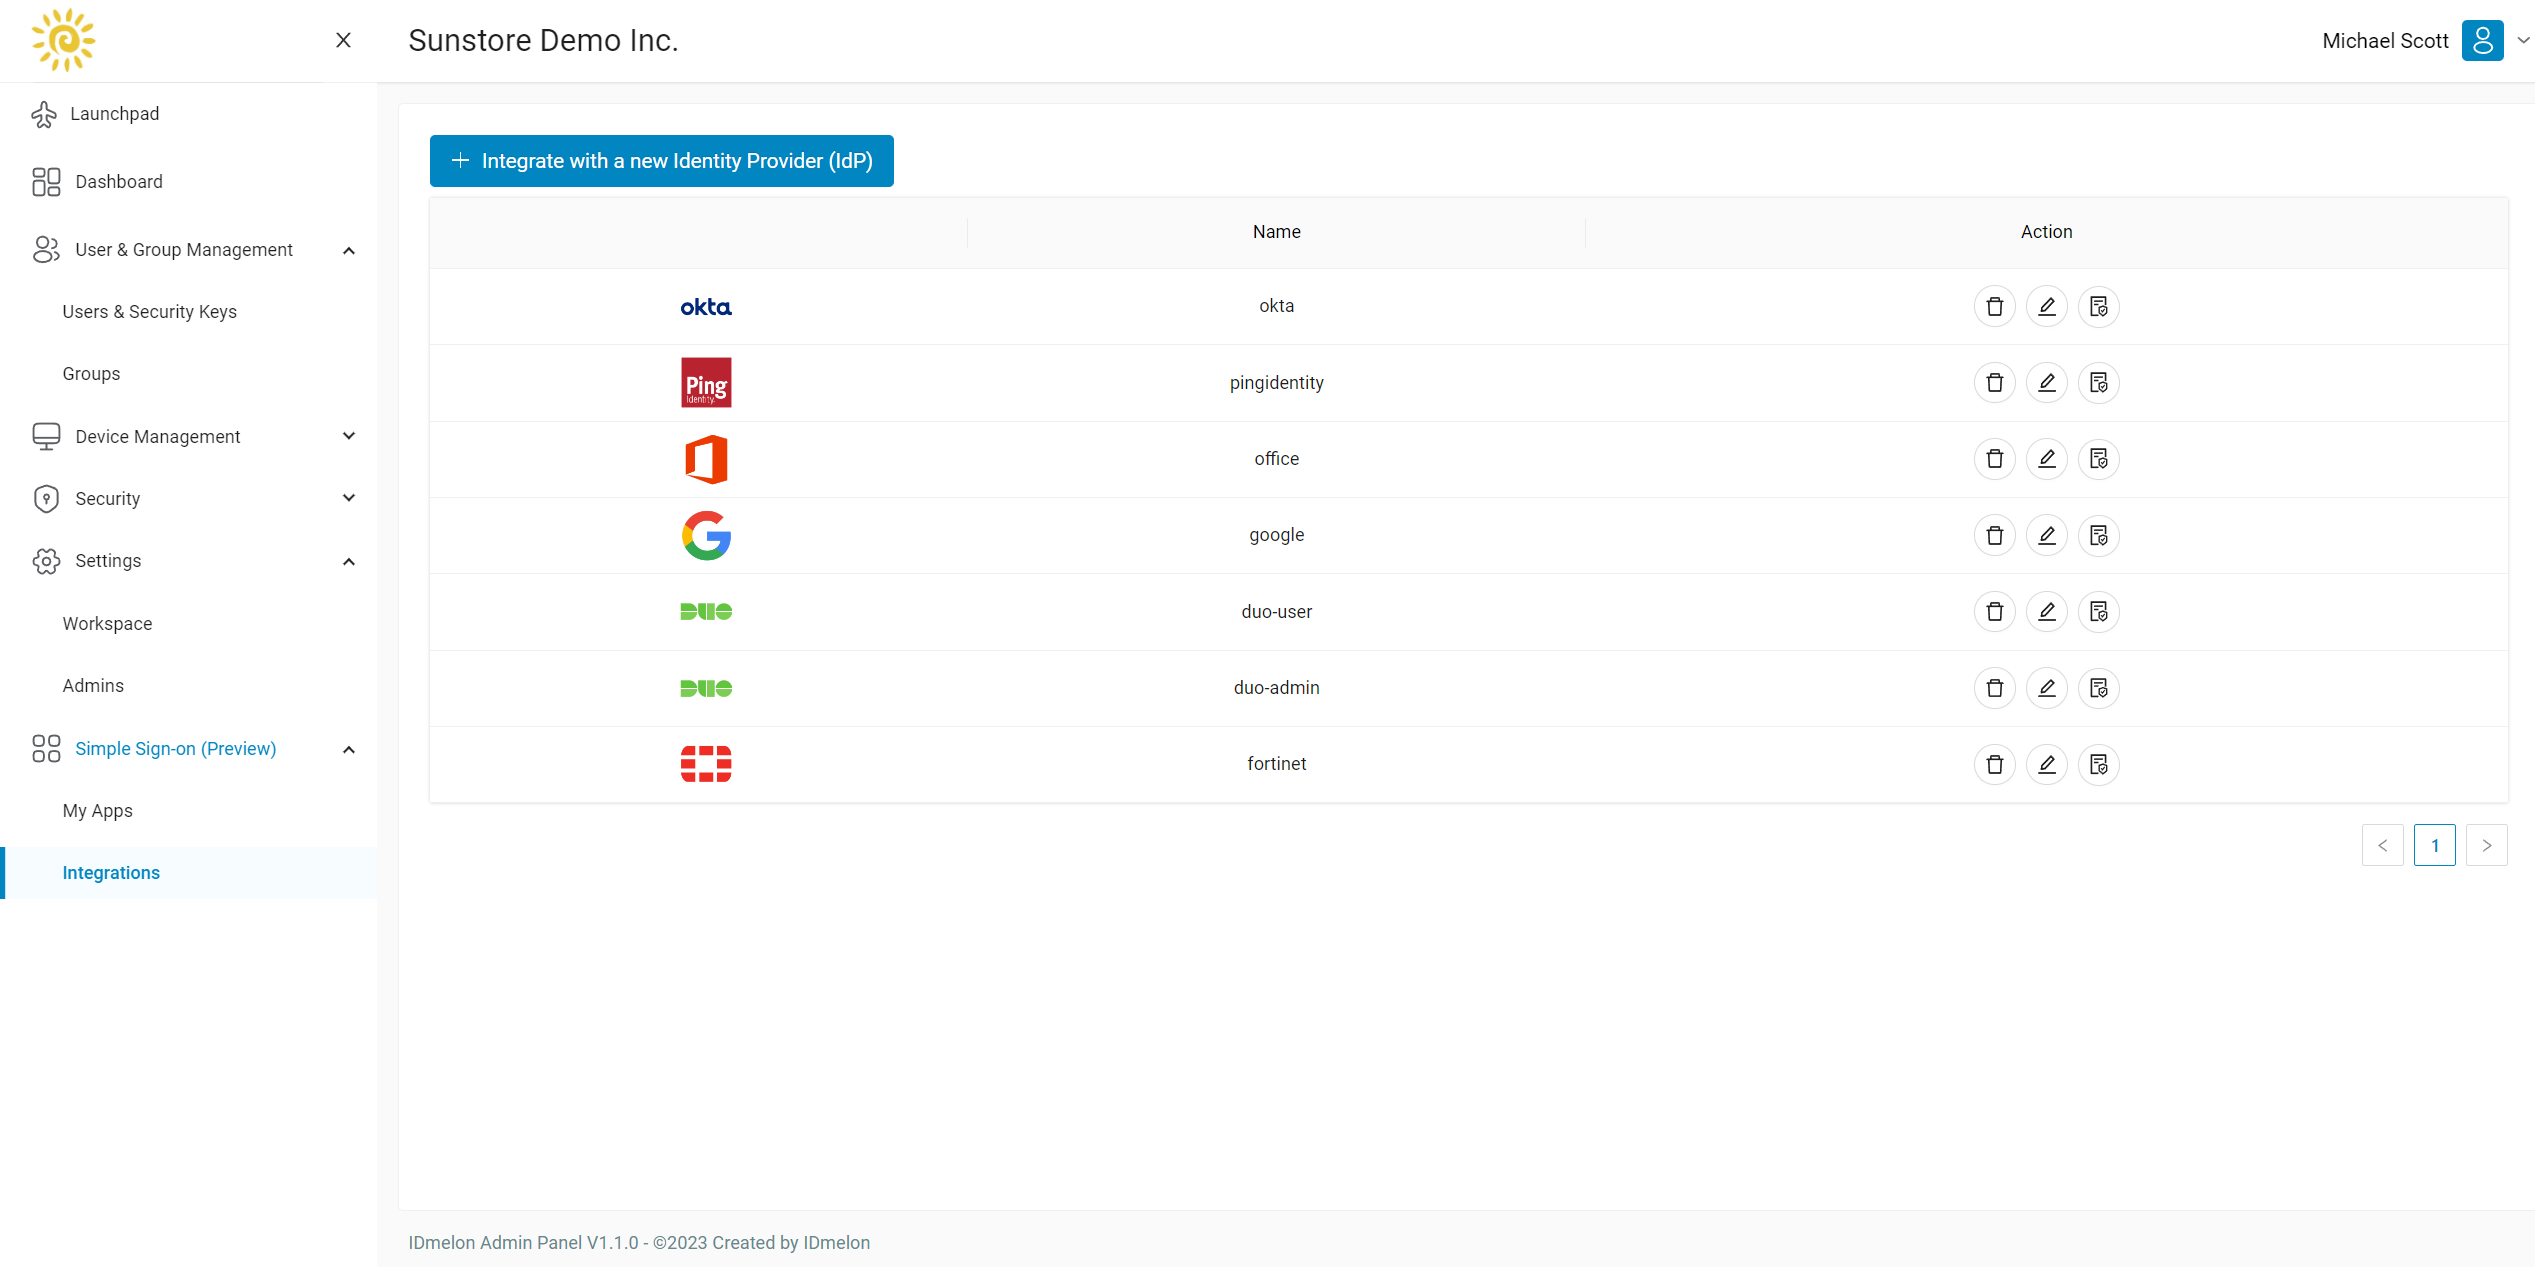 Sunstore Demo Inc.
Michael Scott
Launchpad
Dashboard
User & Group Management
Users & Security Keys
Groups
Device Management
Security
Settings
Workspace
Admins
Simple Sign-on (Preview)
My Apps
Integrations
Integrate with a new Identity Provider (IdP)
Name Action
okta okta
Ping
Identity.
pingidentity
office
google
DUO duo-user
DUO duo-admin
fortinet
< 1 >
IDmelon Admin Panel V1.1.0 - ©2023 Created by IDmelon